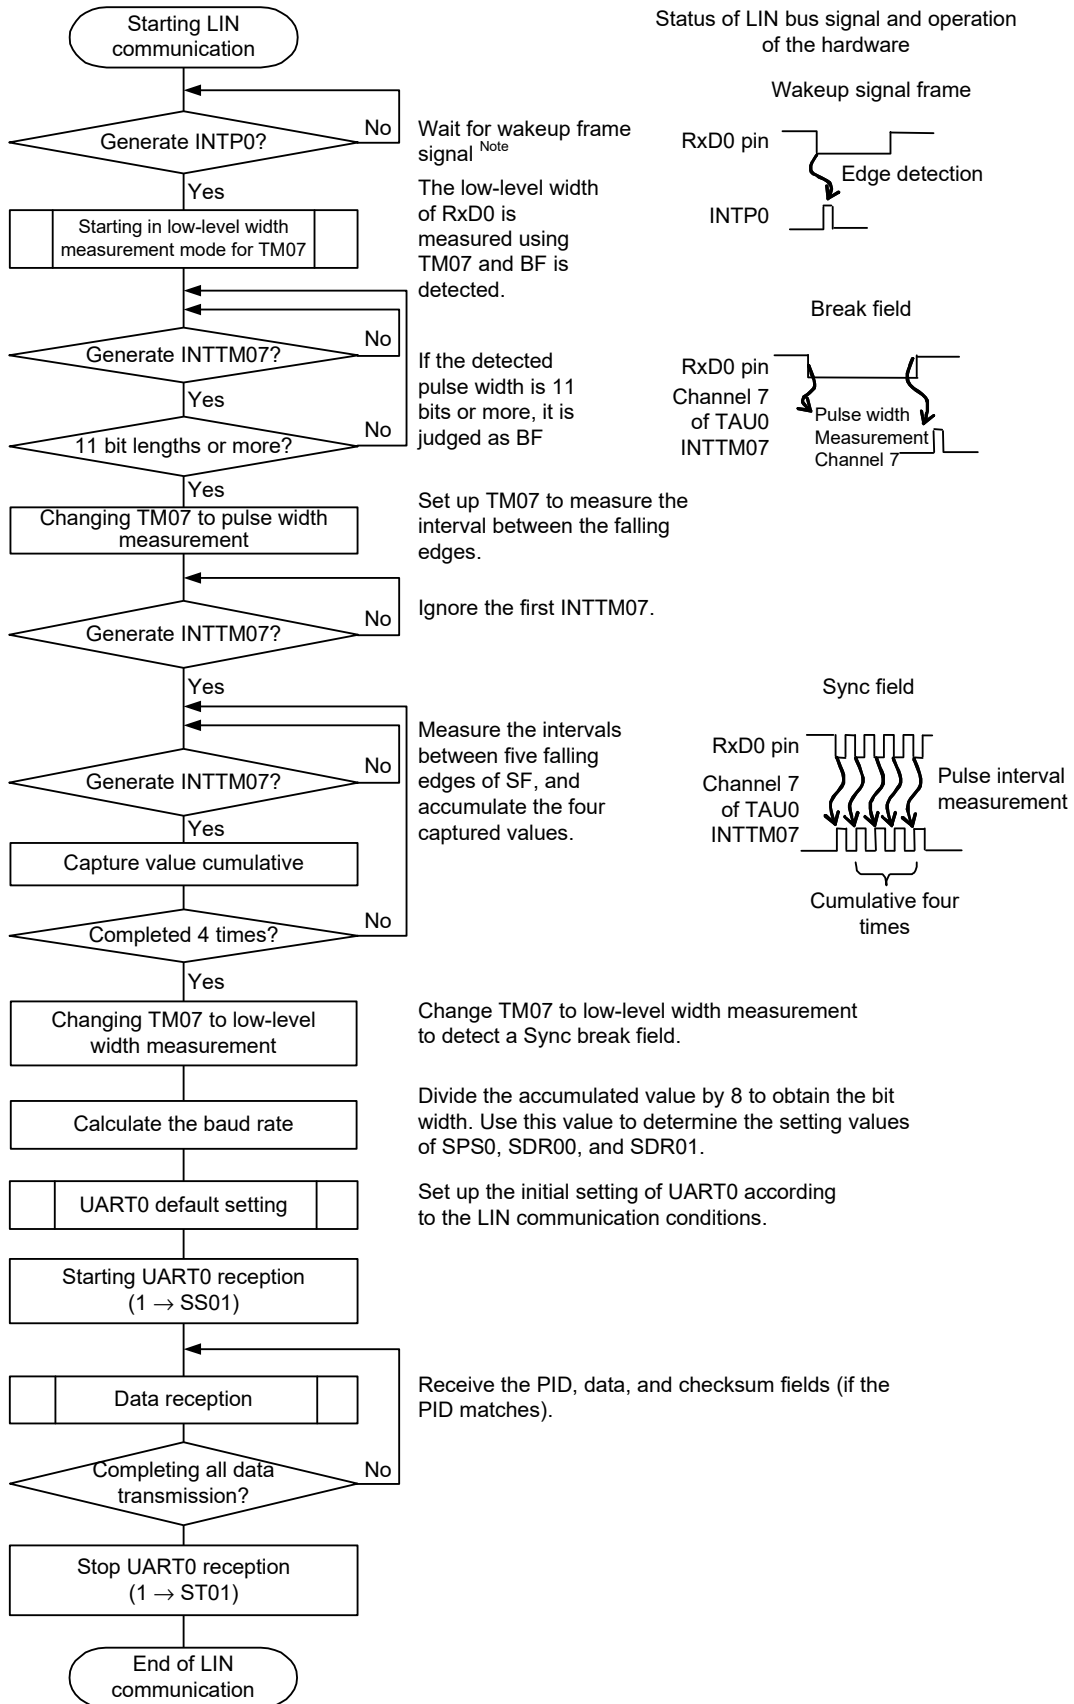 Starting LIN
communication
Status of LIN bus signal and operation
of the hardware
Generate INTP0?
No
Yes
Wait for wakeup frame
signal Note
Wakeup signal frame
RxD0 pin
Edge detection
INTP0
Starting in low-level width
measurement mode for TM07
The low-level width
of RxD0 is
measured using
TM07 and BF is
detected.
Generate INTTM07?
No
Yes
11 bit lengths or more?
No
Yes
If the detected
pulse width is 11
bits or more, it is
judged as BF
Break field
RxD0 pin
Channel 7
of TAU0
INTTM07
Pulse width
Measurement
Channel 7
Changing TM07 to pulse width
measurement
Set up TM07 to measure the
interval between the falling
edges.
Generate INTTM07?
No
Yes
Ignore the first INTTM07.
Generate INTTM07?
No
Yes
Capture value cumulative
Completed 4 times?
No
Yes
Measure the intervals
between five falling
edges of SF, and
accumulate the four
captured values.
Sync field
RxD0 pin
Channel 7
of TAU0
INTTM07
Pulse interval
measurement
Cumulative four
times
Changing TM07 to low-level
width measurement
Change TM07 to low-level width measurement
to detect a Sync break field.
Calculate the baud rate
Divide the accumulated value by 8 to obtain the bit
width. Use this value to determine the setting values
of SPS0, SDR00, and SDR01.
UART0 default setting
Set up the initial setting of UART0 according
to the LIN communication conditions.
Starting UART0 reception
(1 → SS01)
Data reception
Receive the PID, data, and checksum fields (if the
PID matches).
Completing all data
transmission?
No
Stop UART0 reception
(1 → ST01)
End of LIN
communication